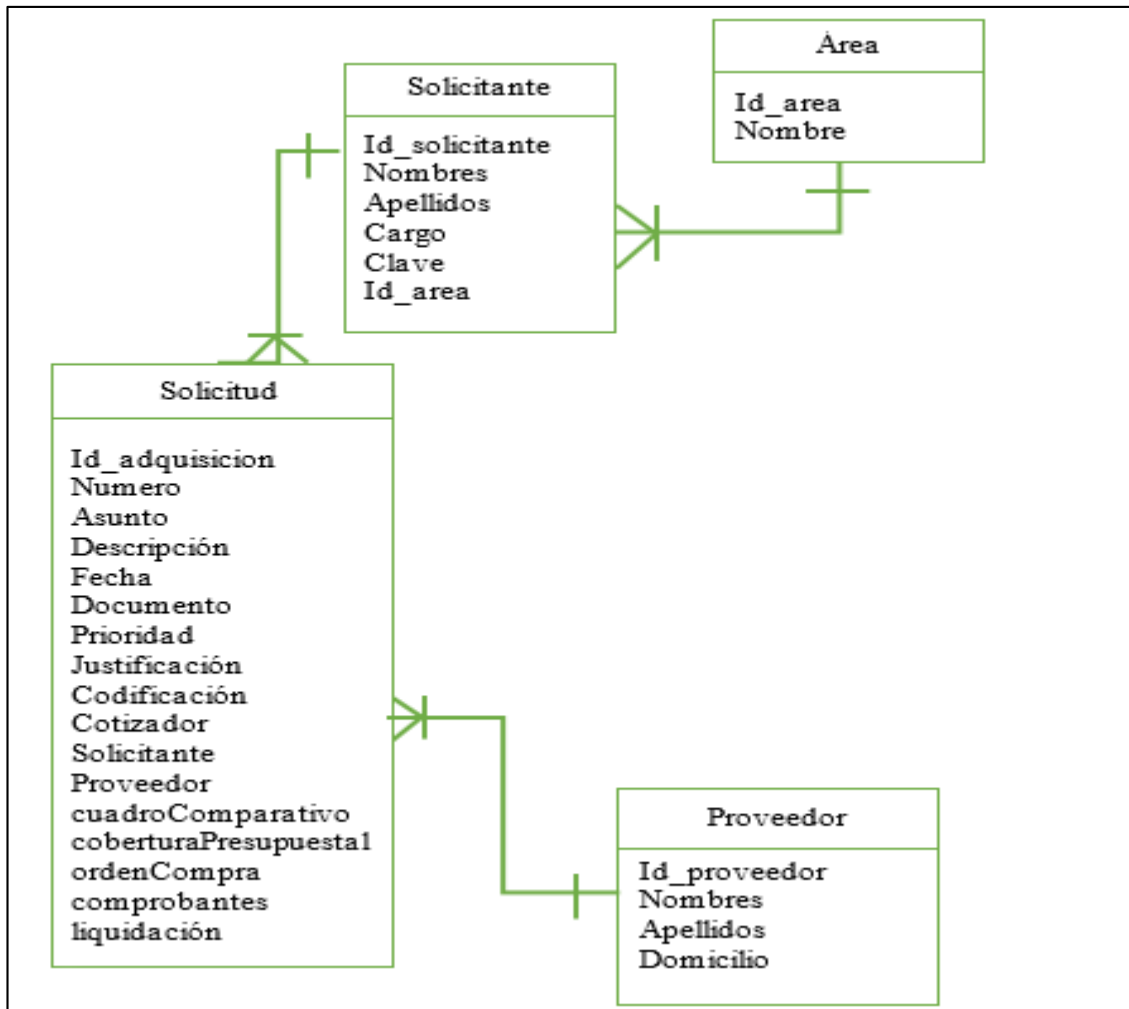 Área
Id_area
Nombre
Solicitante
Id_solicitante
Nombres
Apellidos
Cargo
Clave
Id_area
Solicitud
Id_adquisicion
Numero
Asunto
Descripción
Fecha
Documento
Prioridad
Justificación
Codificación
Cotizador
Solicitante
Proveedor
cuadroComparativo
coberturaPresupuestal
ordenCompra
comprobantes
liquidación
Proveedor
Id_proveedor
Nombres
Apellidos
Domicilio